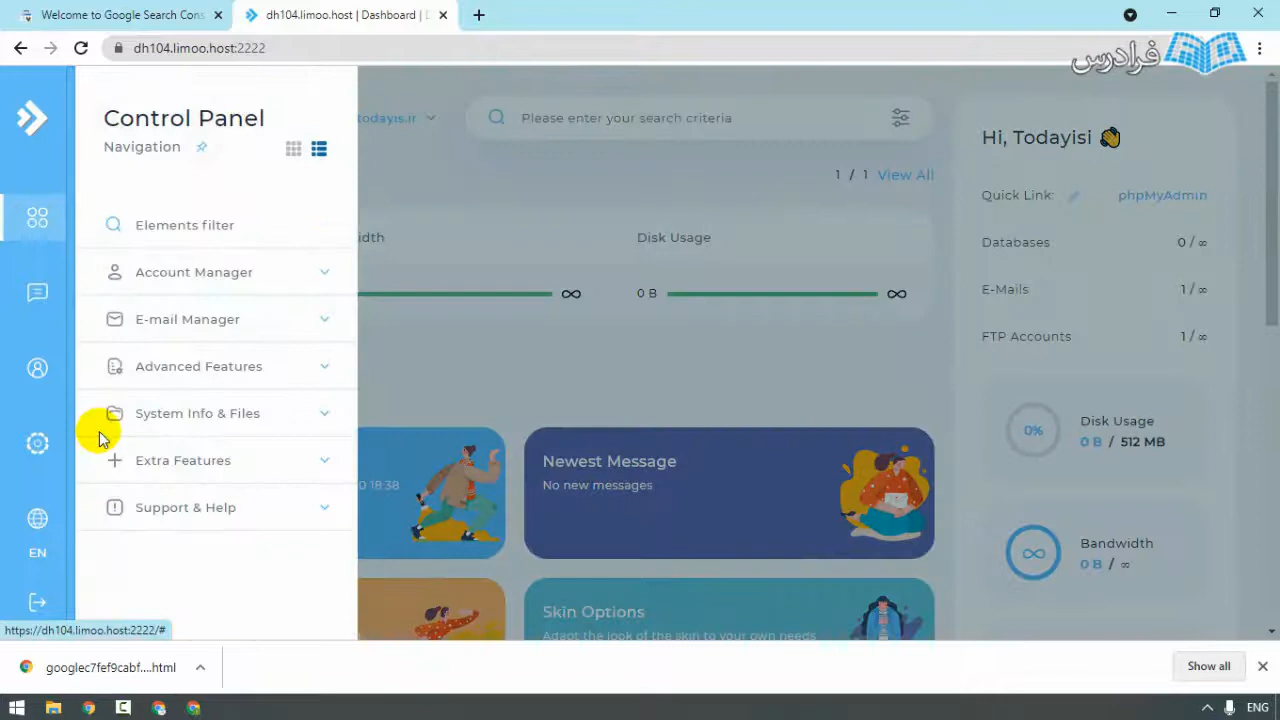 Welcome to Google Search Cons
dh104.limoo.host | Dashboard | D
dh104.limoo.host:2222
فرادرس
Control Panel
Navigation
todayis.ir
Please enter your search criteria
Hi, Todayisi
1 / 1 View All
Quick Link:
phpMyAdmin
Elements filter
idth
Disk Usage
Databases
0 / ∞
Account Manager
E-Mails
1 / ∞
∞
0 B
∞
E-mail Manager
FTP Accounts
1 / ∞
Advanced Features
System Info & Files
0%
Disk Usage
0 B / 512 MB
Extra Features
0 18:38
Newest Message
No new messages
Support & Help
∞
Bandwidth
0 B / ∞
EN
Skin Options
Adapt the look of the skin to your own needs
https://dh104.limoo.host:2222/#
googlec7fef9cabf....html
Show all
ENG